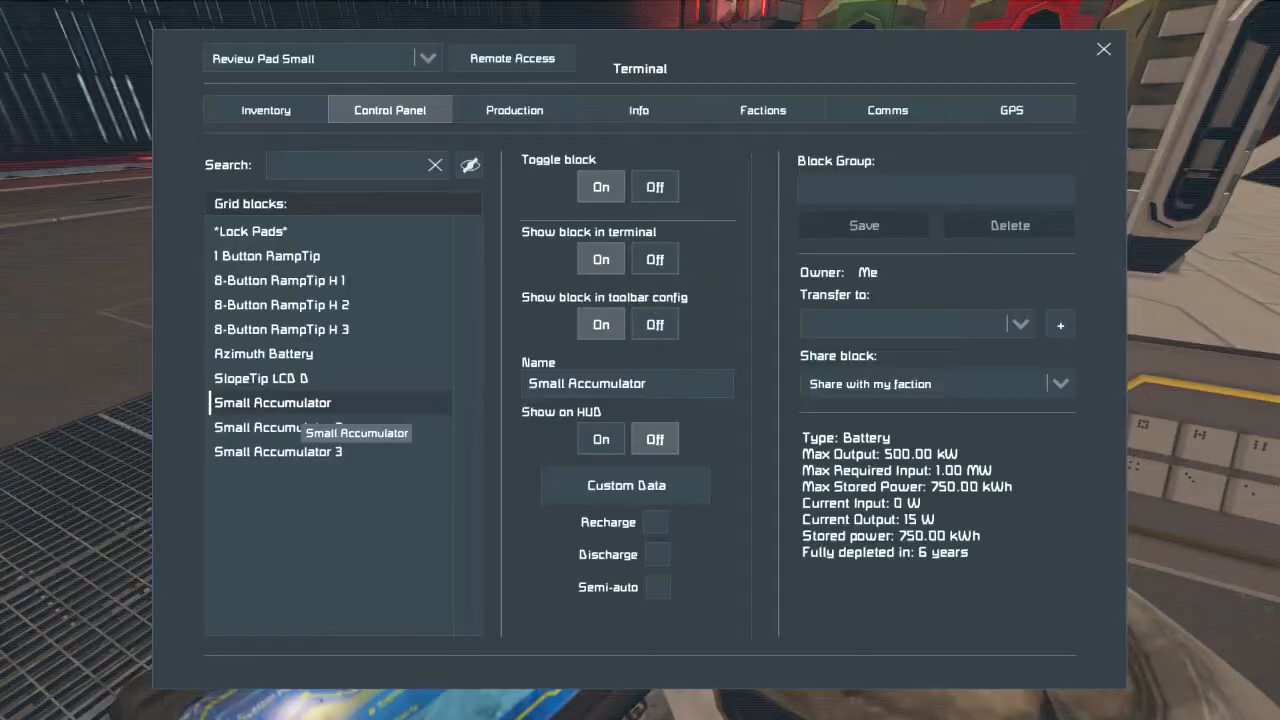 Review Pad Small
Remote Access
Terminal
Inventory
Control Panel
Production
Info
Factions
Comms
GPS
Search:
Grid blocks:
*Lock Pads*
1 Button RampTip
8-Button RampTip H 1
8-Button RampTip H 2
8-Button RampTip H 3
Azimuth Battery
SlopeTip LCD D
Small Accumulator
Small Accumu
Small Accumulator
Small Accumulator 3
Toggle block
On Off
Show block in terminal
On Off
Show block in toolbar config
On Off
Name
Small Accumulator
Show on HUD
On Off
Custom Data
Recharge
Discharge
Semi-auto
Block Group:
Save
Delete
Owner: Me
Transfer to:
+
Share block:
Share with my faction
Type: Battery
Max Output: 500.00 kW
Max Required Input: 1.00 MW
Max Stored Power: 750.00 kWh
Current Input: 0 W
Current Output: 15 W
Stored power: 750.00 kWh
Fully depleted in: 6 years